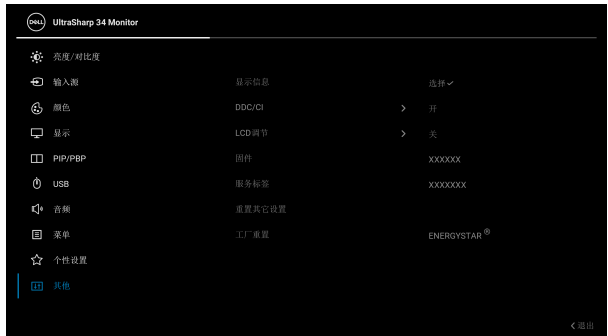 DELL
UltraSharp 34 Monitor
亮度/对比度
输入源 显示信息 选择
颜色 DDC/CI 开
显示 LCD调节 关
PIP/PBP 固件 XXXXXX
USB 服务标签 XXXXXXX
音频 重置其它设置
菜单 工厂重置 ENERGYSTAR ®
个性设置
其他
退出